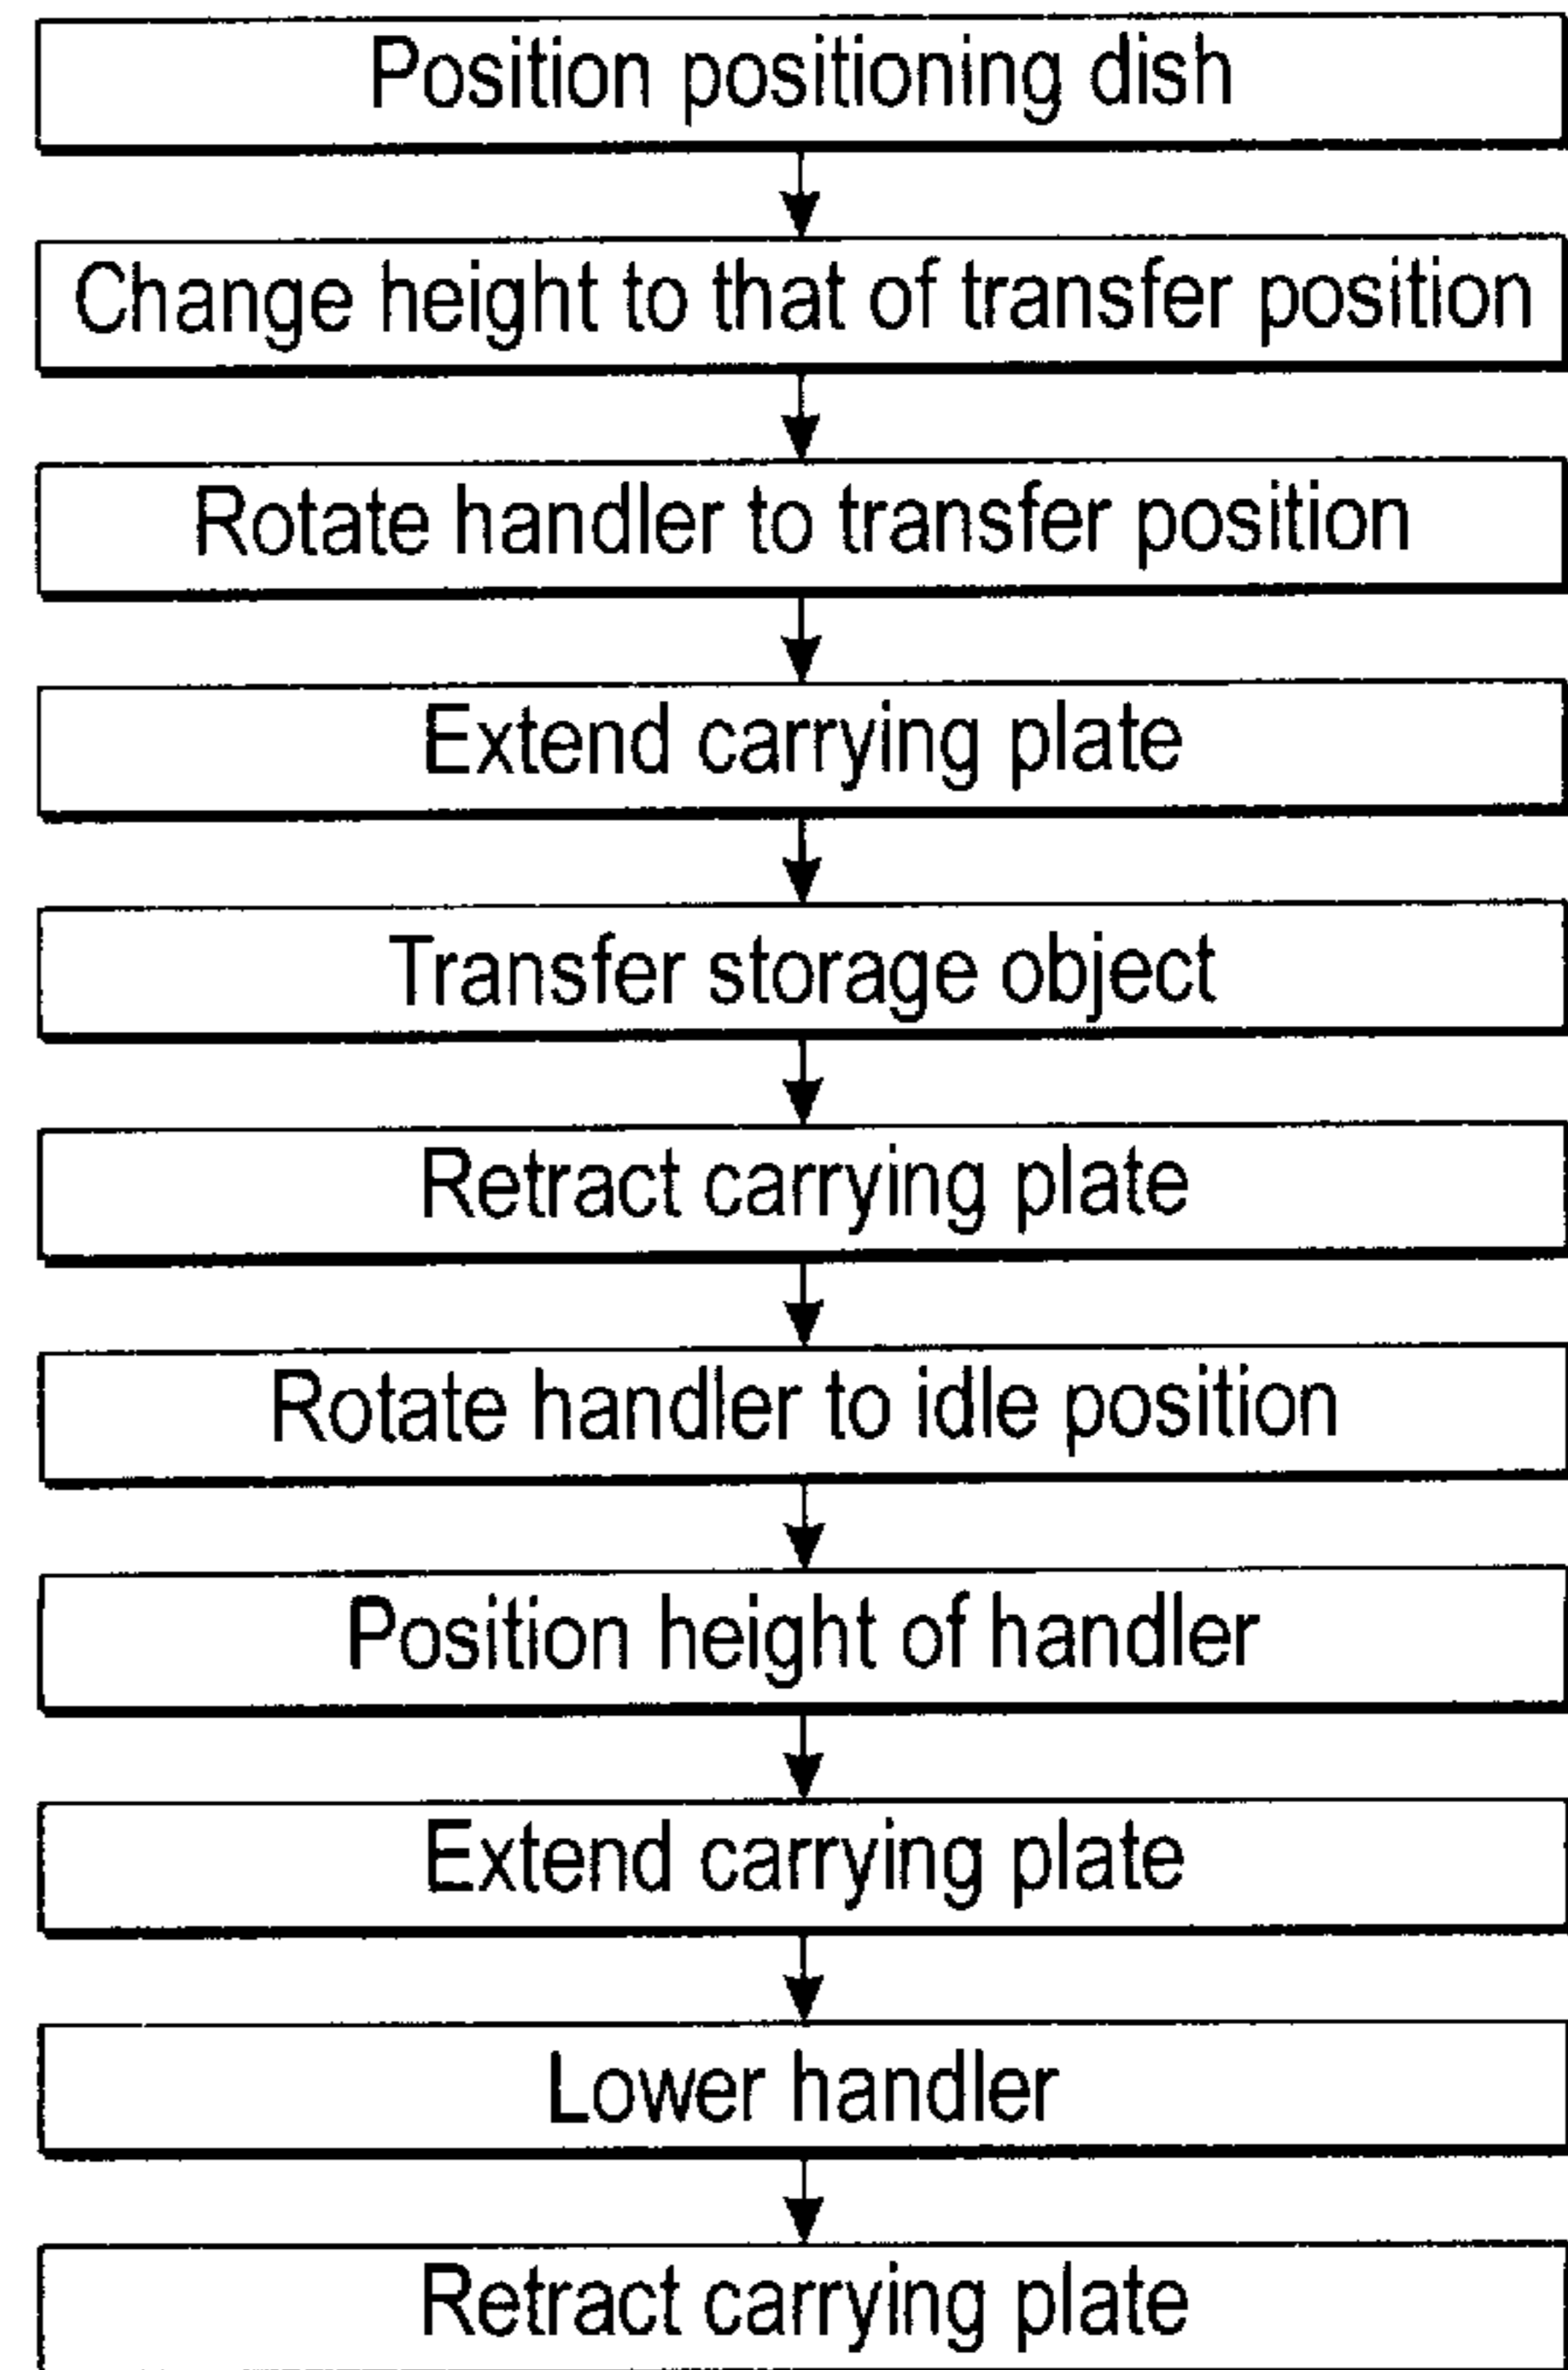 Position positioning dish
Change height to that of transfer position
Rotate handler to transfer position
Extend carrying plate
Transfer storage object
Retract carrying plate
Rotate handler to idle position
Position height of handler
Extend carrying plate
Lower handler
Retract carrying plate